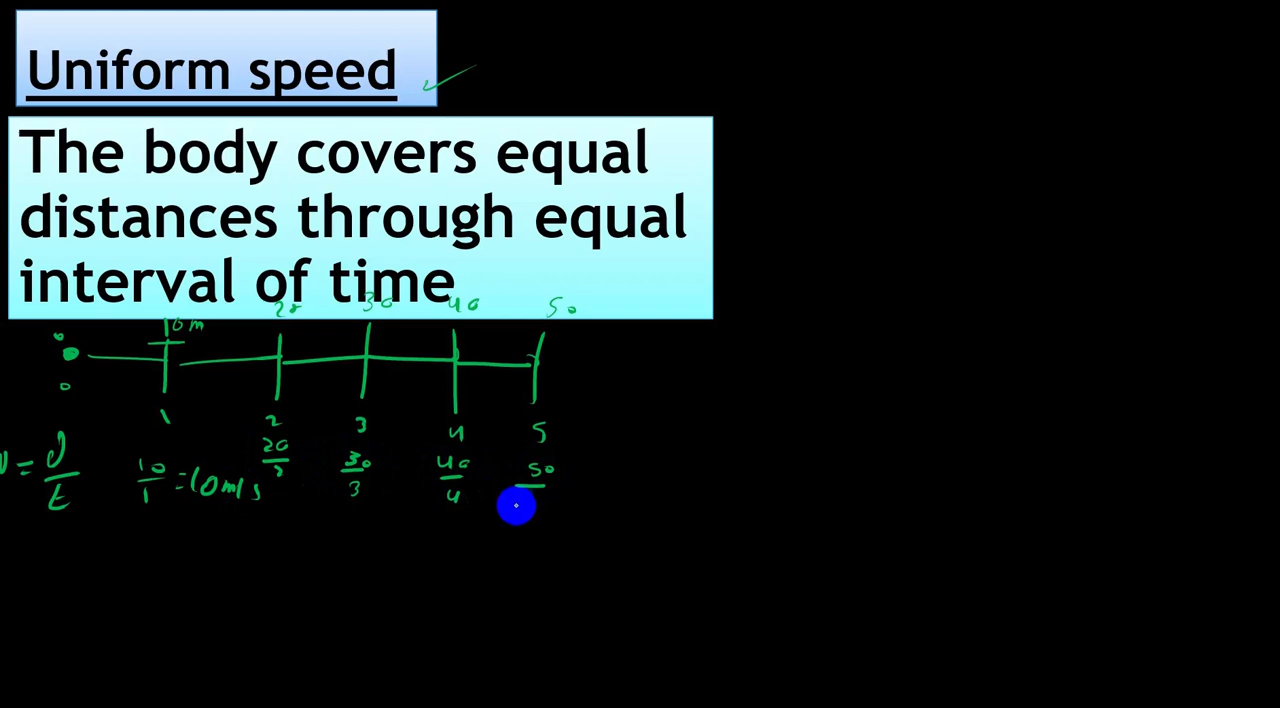 Uniform speed
The body covers equal
distances through equal
interval of time
20 30 40 50
10m
0
0
1 2 3 4 5
v = d/t 10/1 = 10m/s 20/2 30/3 40/4 50